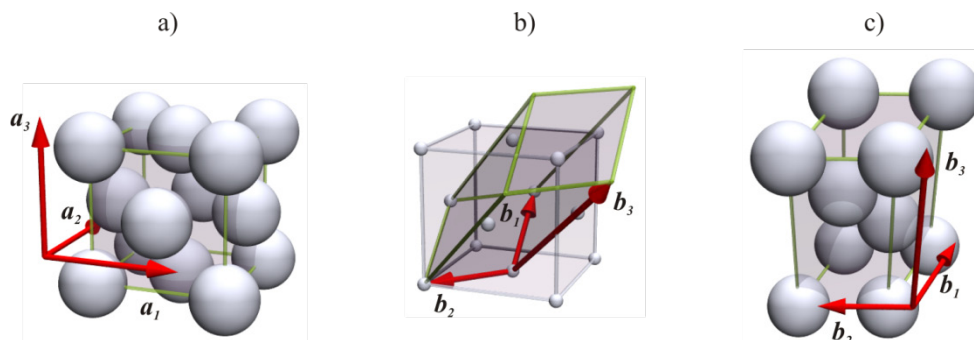 a)
b)
c)
a₃
a₂
a₁
b₁
b₃
b₂
b₃
b₁
b₂